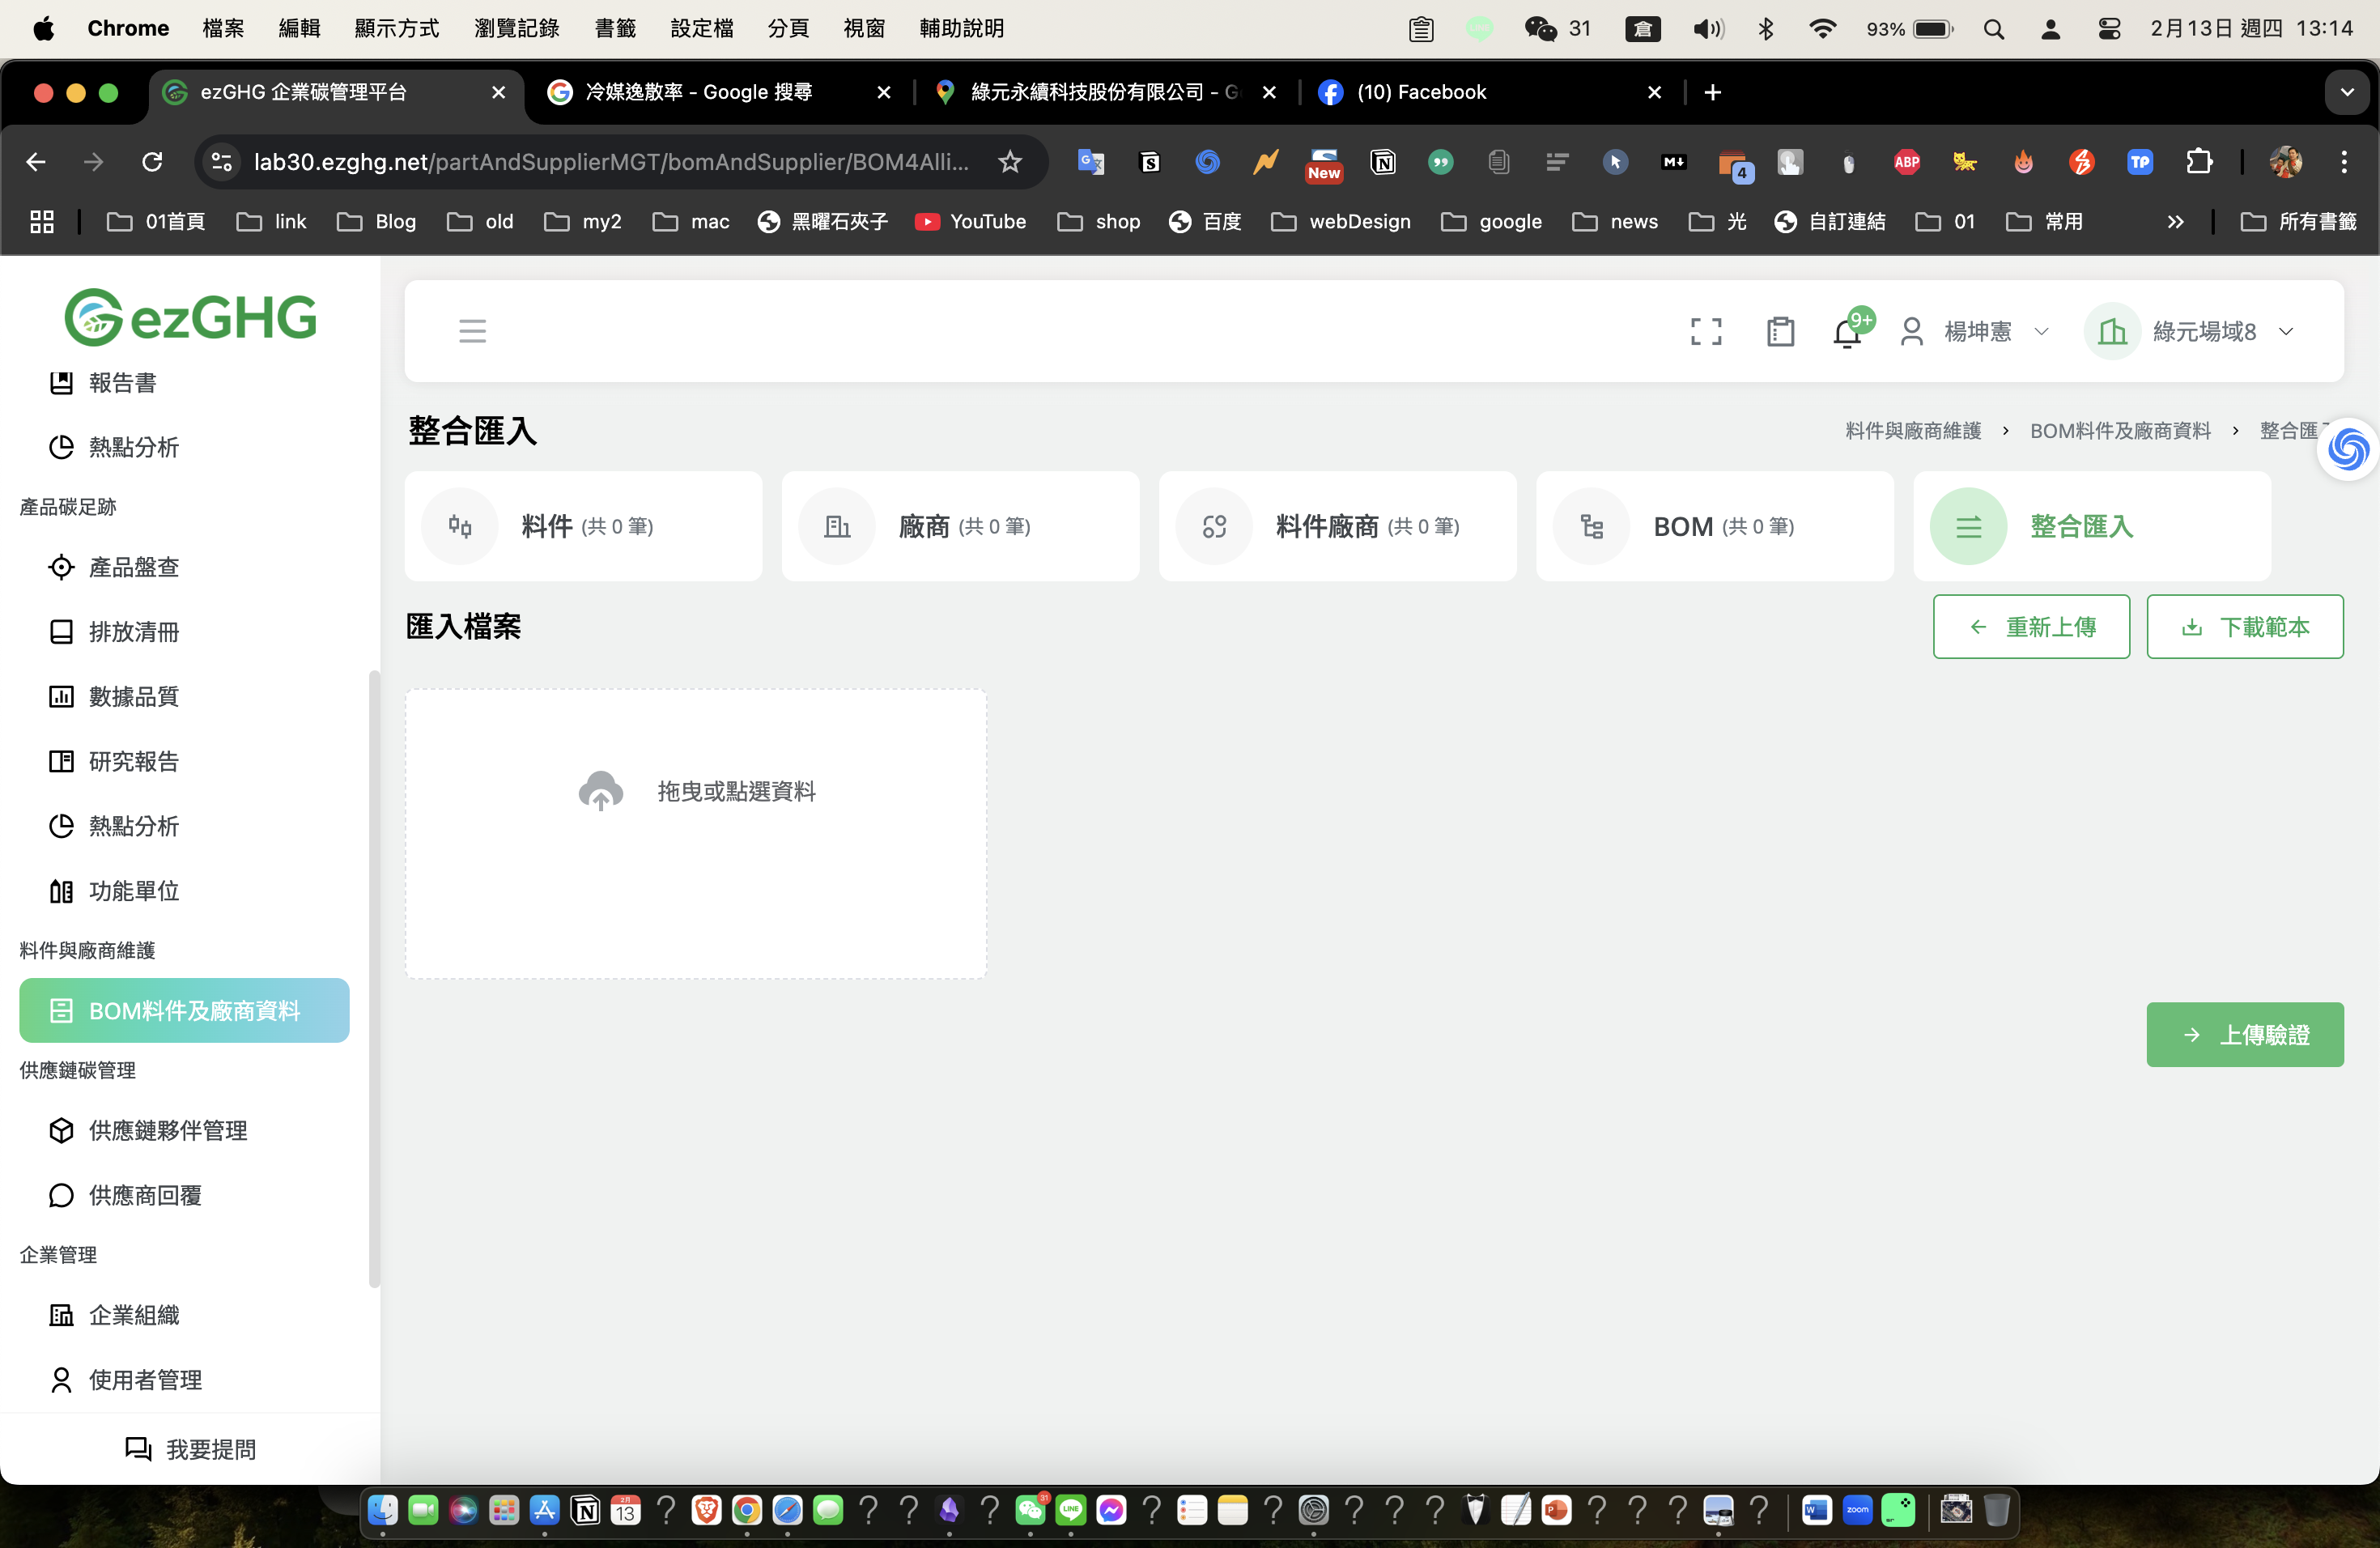 Chrome 檔案 編輯 顯示方式 瀏覽記錄 書籤 設定檔 分頁 視窗 輔助說明 31 倉 93% 2月13日 週四 13:14
ezGHG 企業碳管理平台 冷媒逸散率 - Google 搜尋 綠元永續科技股份有限公司 - G (10) Facebook
lab30.ezghg.net/partAndSupplierMGT/bomAndSupplier/BOM4Alli... New M↓ 4 ABP TP
01首頁 link Blog old my2 mac 黑曜石夾子 YouTube shop 百度 webDesign google news 光 自訂連結 01 常用 所有書籤
ezGHG
報告書
熱點分析
產品碳足跡
產品盤查
排放清冊
數據品質
研究報告
熱點分析
功能單位
料件與廠商維護
BOM料件及廠商資料
供應鏈碳管理
供應鏈夥伴管理
供應商回覆
企業管理
企業組織
使用者管理
我要提問
9+ 楊坤憲 綠元場域8
整合匯入
料件與廠商維護 › BOM料件及廠商資料 › 整合匯
料件 (共 0 筆) 廠商 (共 0 筆) 料件廠商 (共 0 筆) BOM (共 0 筆) 整合匯入
匯入檔案
重新上傳 下載範本
拖曳或點選資料
上傳驗證
2月 13 31 LINE zoom